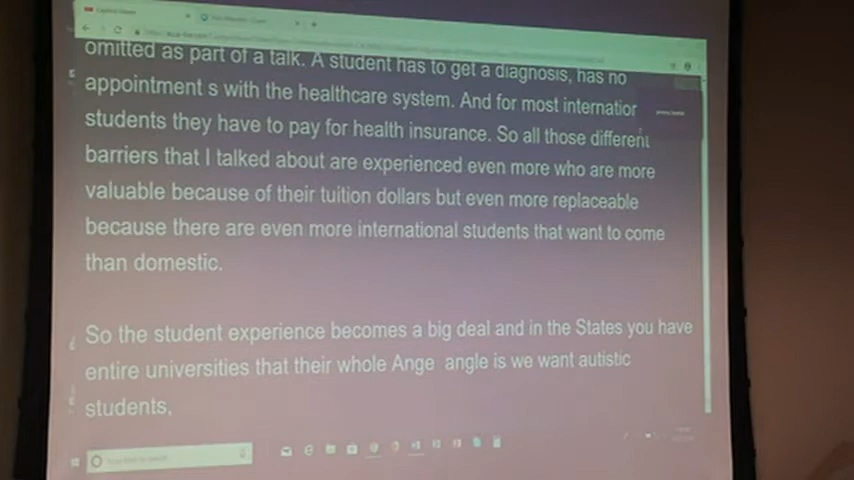 omitted as part of a talk. A student has to get a diagnosis, has no
appointment s with the healthcare system. And for most internation
students they have to pay for health insurance. So all those different
barriers that I talked about are experienced even more who are more
valuable because of their tuition dollars but even more replaceable
because there are even more international students that want to come
than domestic.
So the student experience becomes a big deal and in the States you have
entire universities that their whole Ange angle is we want autistic
students,